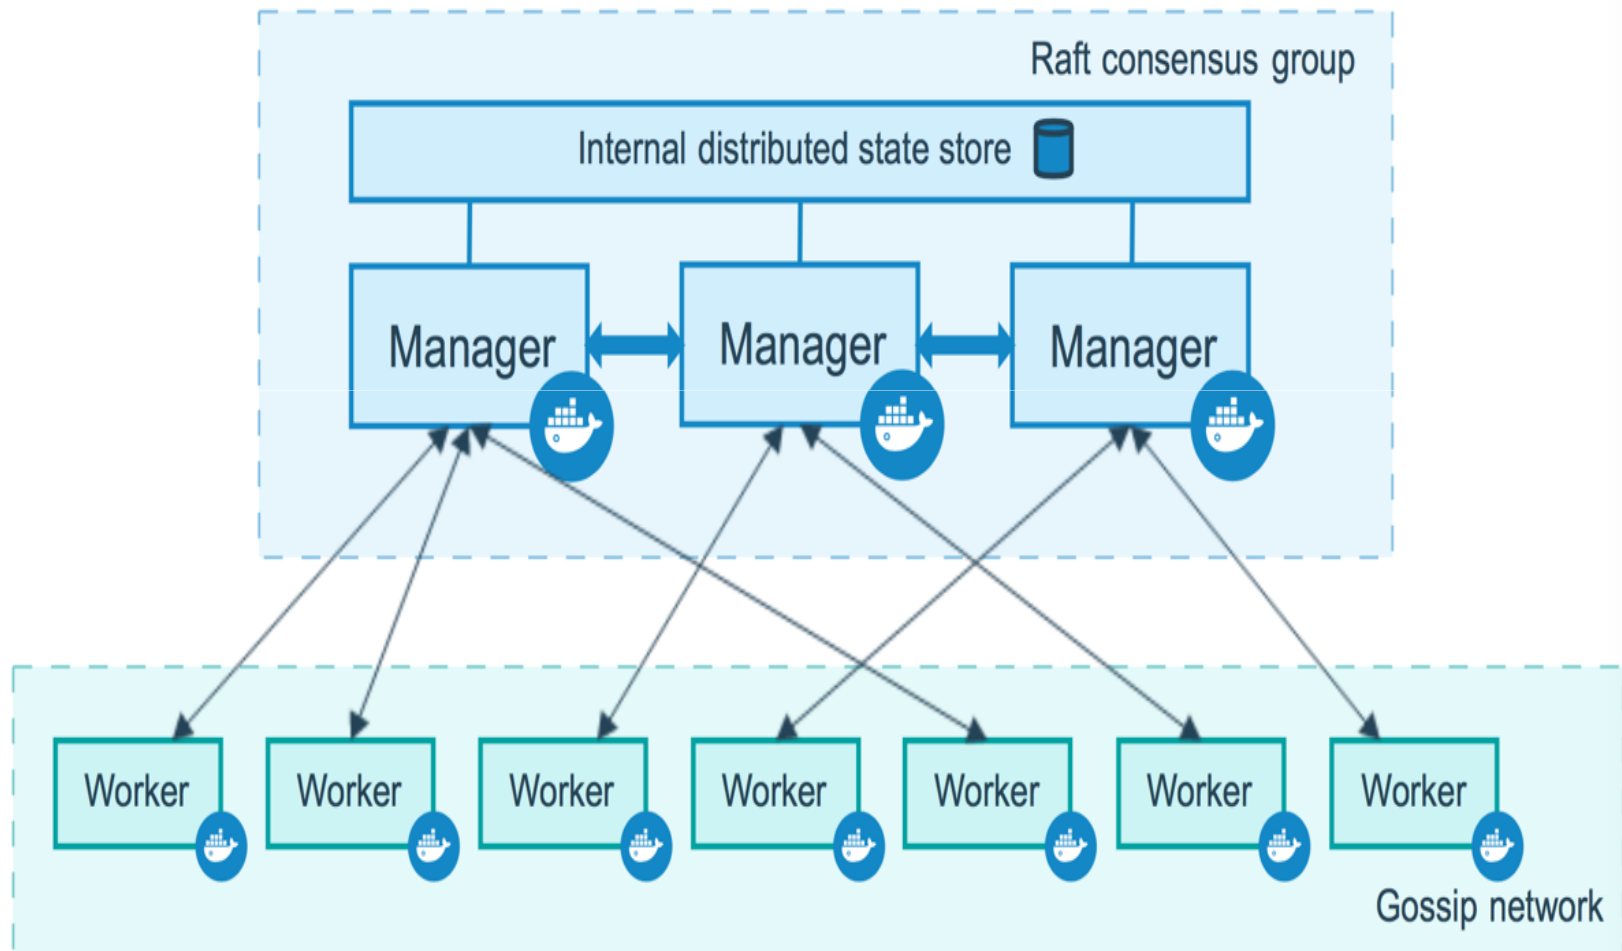 Raft consensus group
Internal distributed state store
Manager
Manager
Manager
Worker
Worker
Worker
Worker
Worker
Worker
Worker
Gossip network